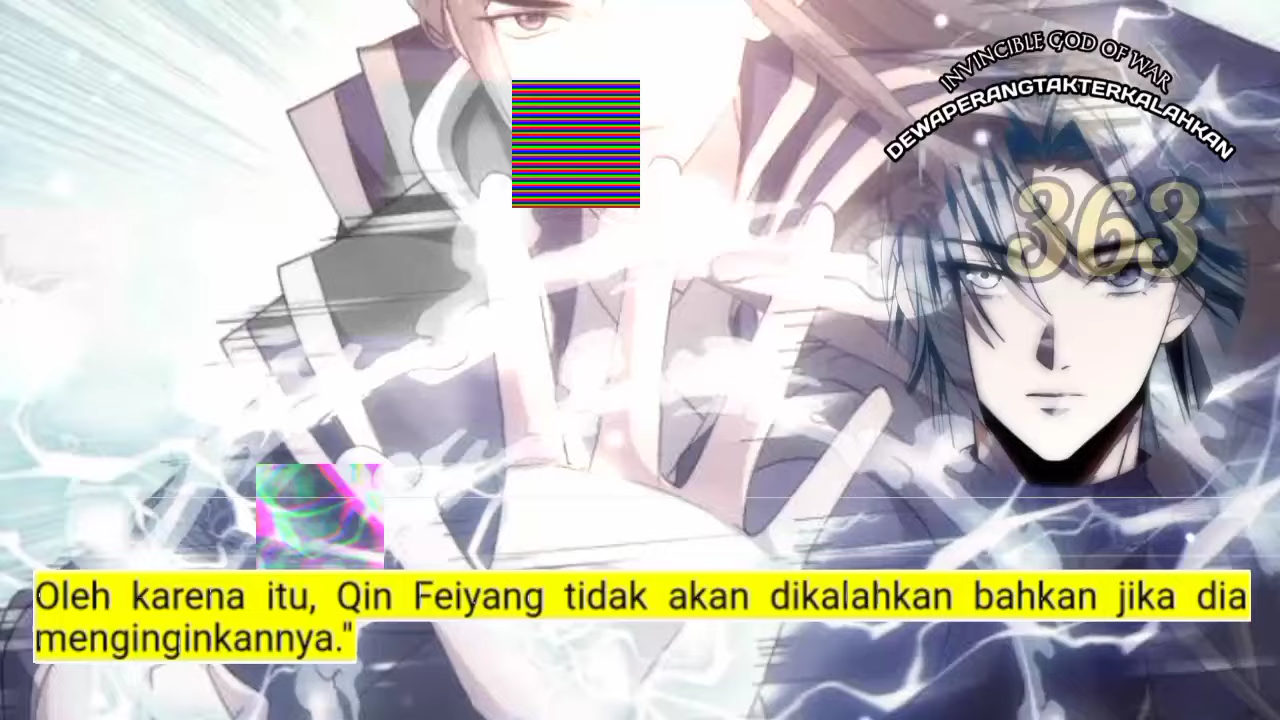 INVINCIBLE GOD OF WAR
DEWAPERANGTAKTERKALAHKAN
363
Oleh karena itu, Qin Feiyang tidak akan dikalahkan bahkan jika dia
menginginkannya."